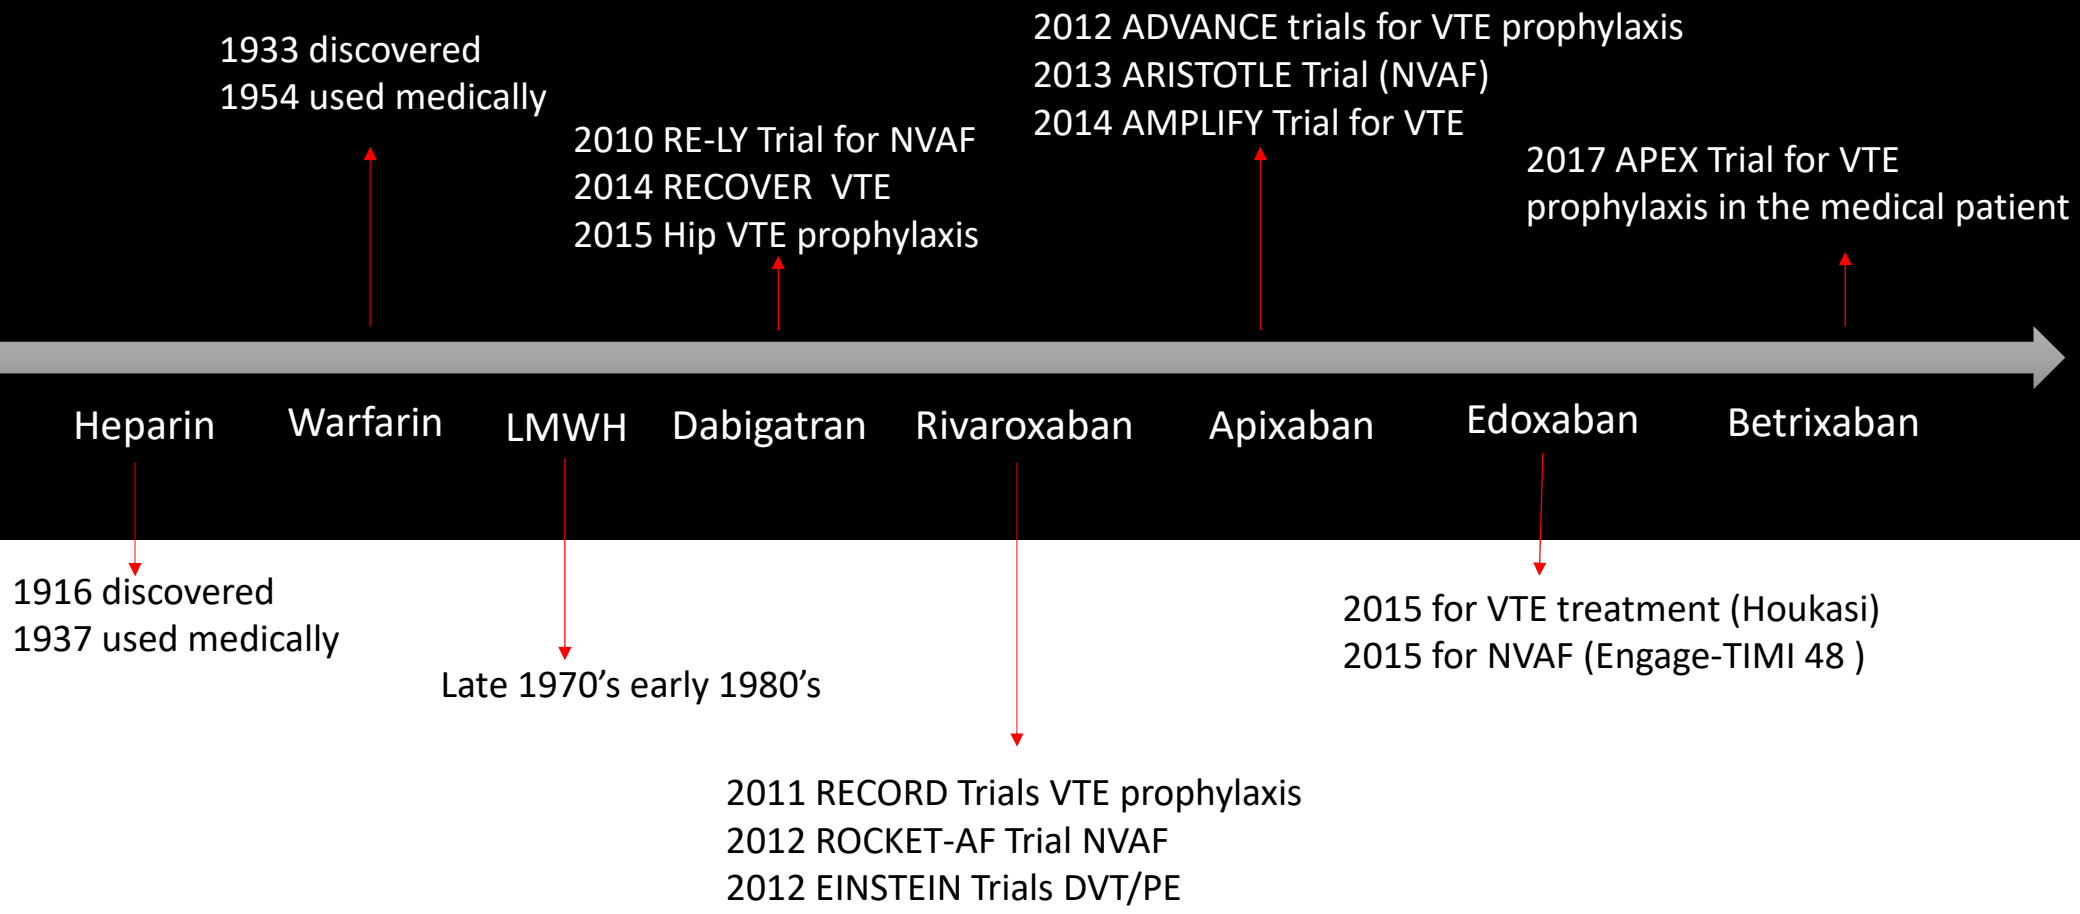 1933 discovered
1954 used medically
2010 RE-LY Trial for NVAF
2014 RECOVER  VTE
2015 Hip VTE prophylaxis
2012 ADVANCE trials for VTE prophylaxis
2013 ARISTOTLE Trial (NVAF)
2014 AMPLIFY Trial for VTE
2017 APEX Trial for VTE
prophylaxis in the medical patient
Heparin
Warfarin
LMWH
Dabigatran
Rivaroxaban
Apixaban
Edoxaban
Betrixaban
1916 discovered
1937 used medically
Late 1970’s early 1980’s
2011 RECORD Trials VTE prophylaxis
2012 ROCKET-AF Trial NVAF
2012 EINSTEIN Trials DVT/PE
2015 for VTE treatment (Houkasi)
2015 for NVAF (Engage-TIMI 48 )